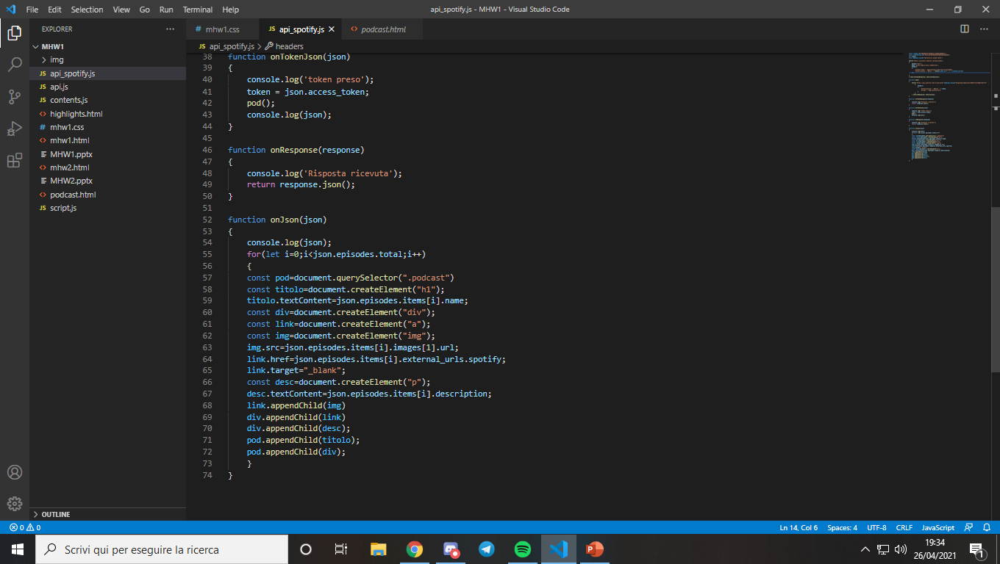 File Edit Selection View Go Run Terminal Help
api_spotify.js - MHW1 - Visual Studio Code
EXPLORER
MHW1
img
JS api_spotify.js
JS api.js
JS contents.js
<> highlights.html
# mhw1.css
<> mhw1.html
MHW1.pptx
<> mhw2.html
MHW2.pptx
<> podcast.html
JS script.js
OUTLINE
# mhw1.css
JS api_spotify.js
<> podcast.html
JS api_spotify.js > headers
38 function onTokenJson(json)
39 {
40 console.log('token preso');
41 token = json.access_token;
42 pod();
43 console.log(json);
44 }
45
46 function onResponse(response)
47 {
48 console.log('Risposta ricevuta');
49 return response.json();
50 }
51
52 function onJson(json)
53 {
54 console.log(json);
55 for(let i=0;i<json.episodes.total;i++)
56 {
57 const pod=document.querySelector(".podcast")
58 const titolo=document.createElement("h1");
59 titolo.textContent=json.episodes.items[i].name;
60 const div=document.createElement("div");
61 const link=document.createElement("a");
62 const img=document.createElement("img");
63 img.src=json.episodes.items[i].images[1].url;
64 link.href=json.episodes.items[i].external_urls.spotify;
65 link.target="_blank";
66 const desc=document.createElement("p");
67 desc.textContent=json.episodes.items[i].description;
68 link.appendChild(img)
69 div.appendChild(link)
70 div.appendChild(desc);
71 pod.appendChild(titolo);
72 pod.appendChild(div);
73 }
74 }
0 0
Ln 14, Col 6 Spaces: 4 UTF-8 CRLF JavaScript
Scrivi qui per eseguire la ricerca
19:34
26/04/2021
1